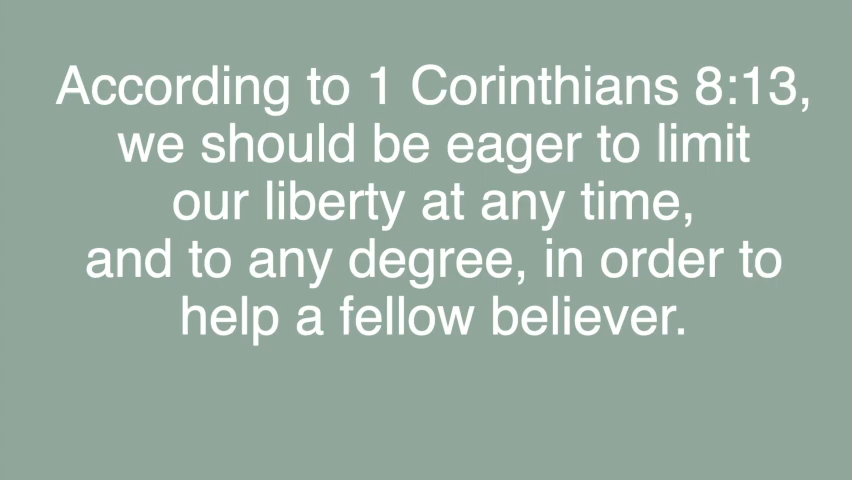 According to 1 Corinthians 8:13,
we should be eager to limit
our liberty at any time,
and to any degree, in order to
help a fellow believer.